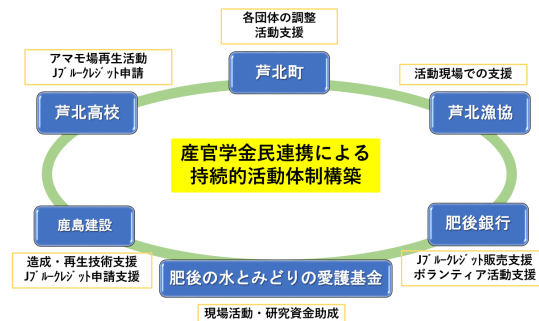 各団体の調整
活動支援
芦北町
アマモ場再生活動
Jﾌﾞﾙｰｸﾚｼﾞｯﾄ申請
芦北高校
活動現場での支援
芦北漁協
産官学金民連携による
持続的活動体制構築
鹿島建設
造成・再生技術支援
Jﾌﾞﾙｰｸﾚｼﾞｯﾄ申請支援
肥後銀行
Jﾌﾞﾙｰｸﾚｼﾞｯﾄ販売支援
ボランティア活動支援
肥後の水とみどりの愛護基金
現場活動・研究資金助成